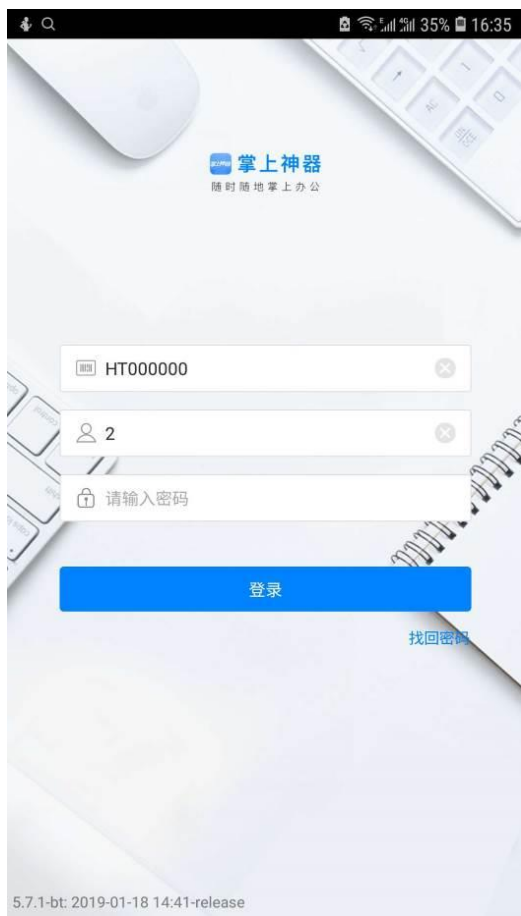 35% 16:35
掌上神器
随时随地掌上办公
HT000000
2
请输入密码
登录
找回密码
5.7.1-bt: 2019-01-18 14:41-release